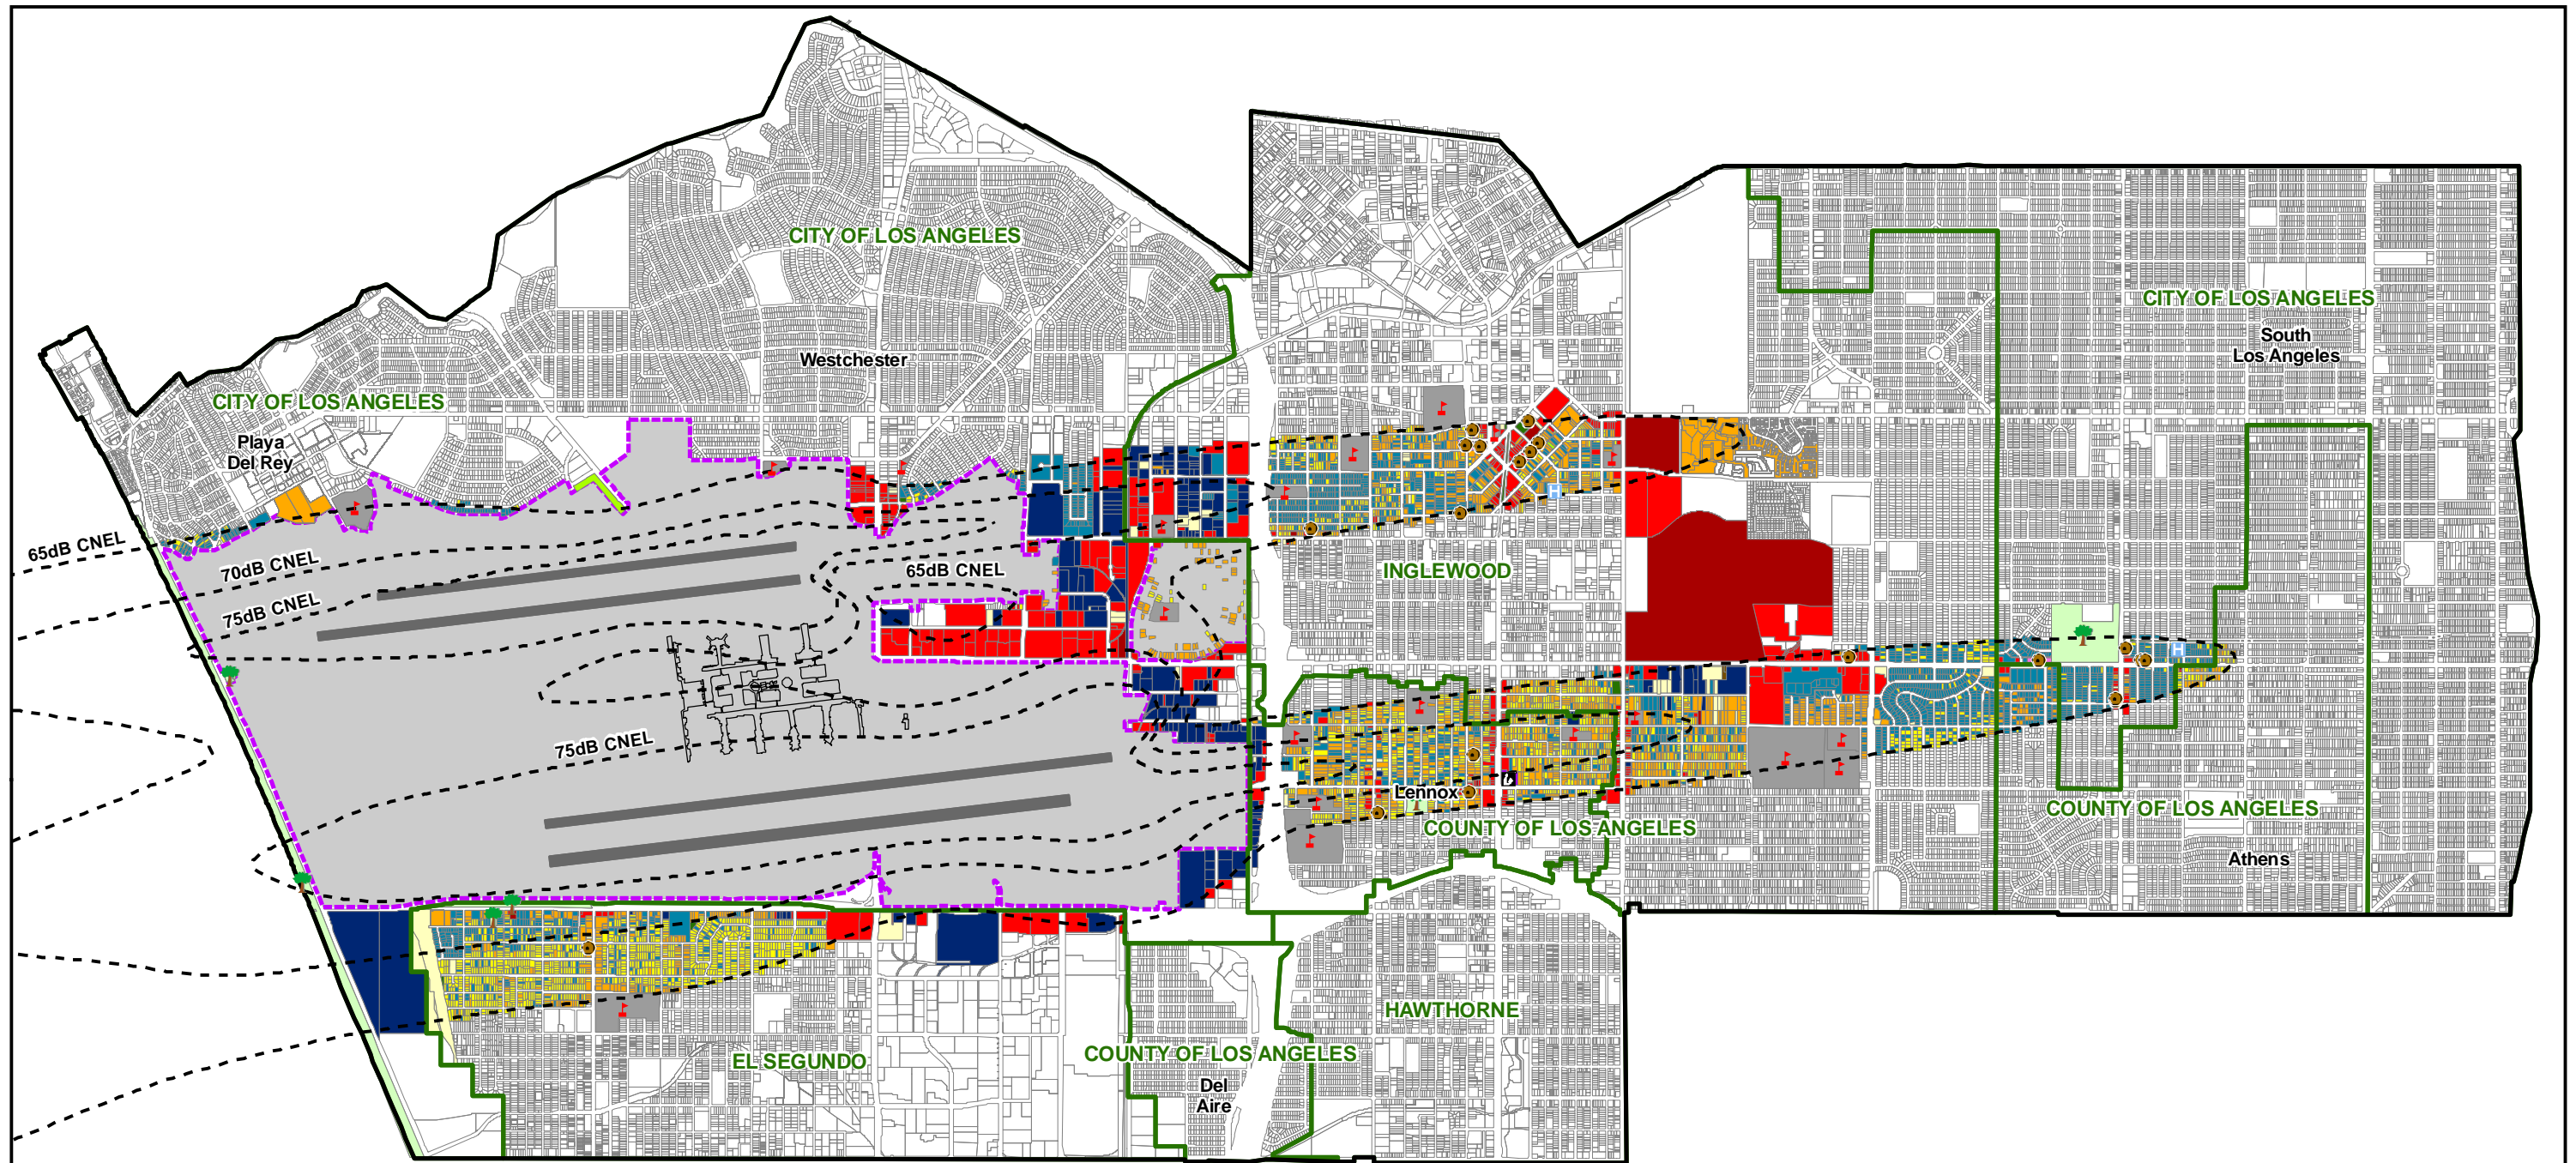 CITY OF LOS ANGELES
CITY OF LOS ANGELES
South
Los Angeles
Westchester
CITY OF LOS ANGELES
Playa
Del Rey
65dB CNEL
70dB CNEL
65dB CNEL
INGLEWOOD
75dB CNEL
H
H
75dB CNEL
Lennox
COUNTY OF LOS ANGELES
COUNTY OF LOS ANGELES
Athens
HAWTHORNE
EL SEGUNDO
COUNTY OF LOS ANGELES
Del
Aire